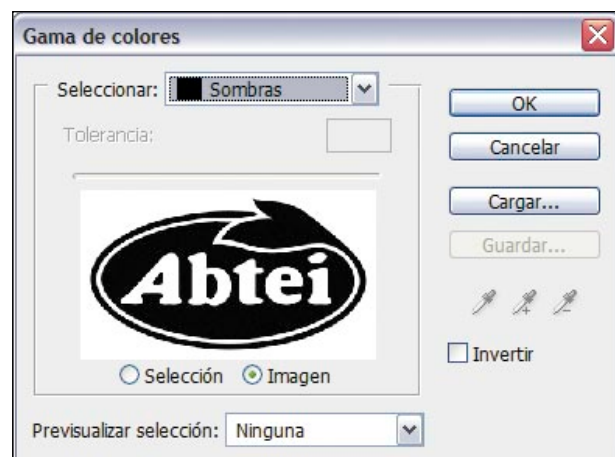 Gama de colores
Seleccionar: Sombras
OK
Tolerancia:
Cancelar
Cargar...
Guardar...
Abtei
Selección Imagen
Invertir
Previsualizar selección: Ninguna